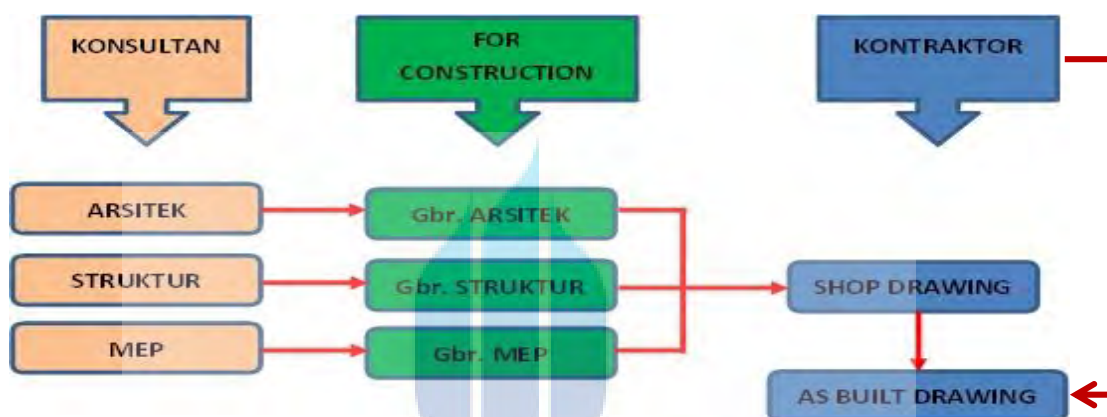 KONSULTAN
FOR
CONSTRUCTION
KONTRAKTOR
ARSITEK
Gbr. ARSITEK
STRUKTUR
Gbr. STRUKTUR
SHOP DRAWING
MEP
Gbr. MEP
AS BUILT DRAWING